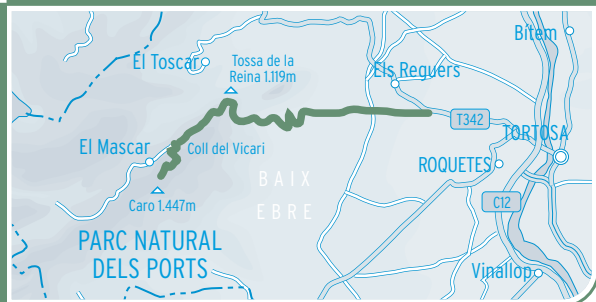 Bítem
El Toscar
Tossa de la
Reina 1.119m
Els Reguers
T342
TORTOSA
El Mascar
Coll del Vicari
ROQUETES
BAIX
EBRE
Caro 1.447m
C12
PARC NATURAL
DELS PORTS
Vinallop